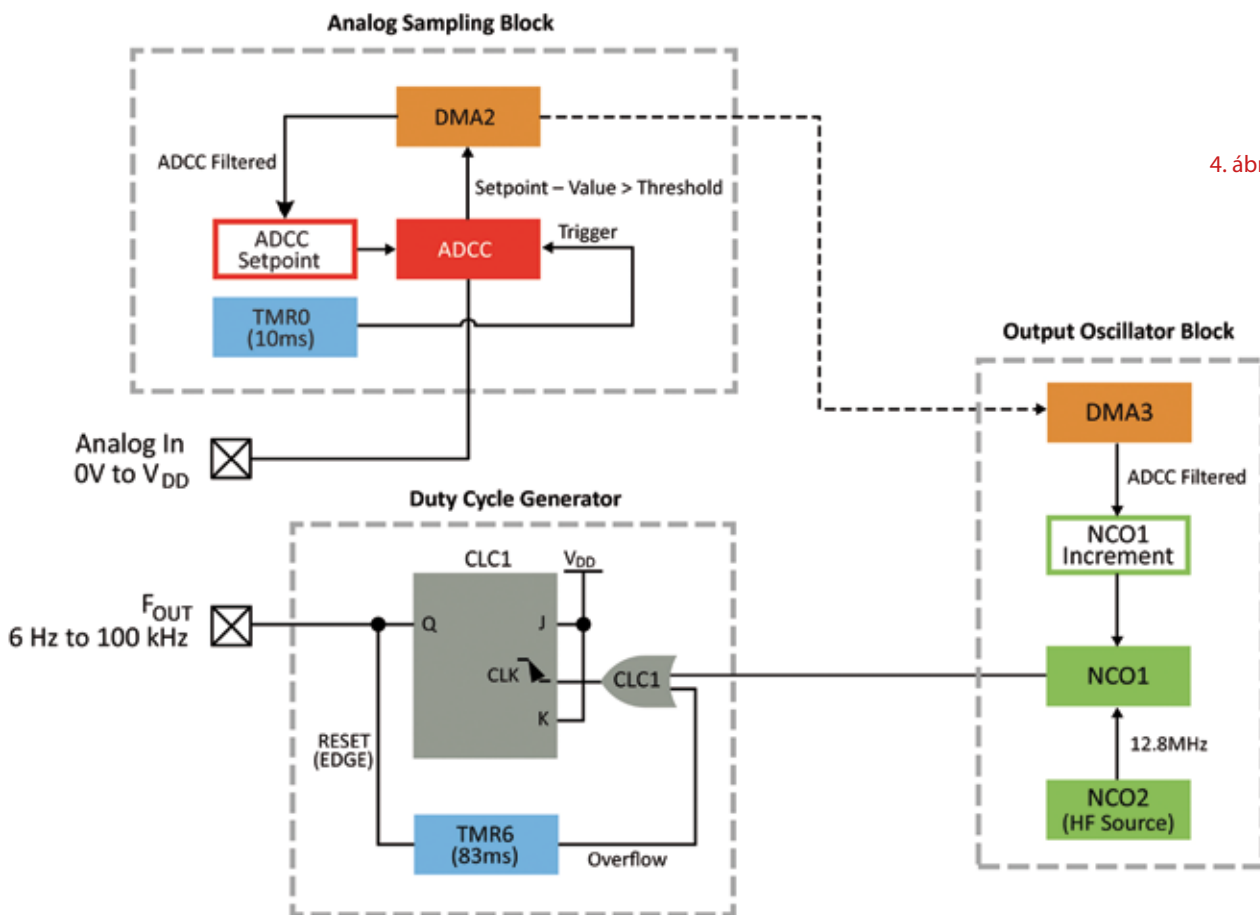 Analog Sampling Block
DMA2
ADCC Filtered
Setpoint – Value > Threshold
ADCC
Setpoint
ADCC
Trigger
TMR0
(10ms)
4. ábr
Analog In
0V to VDD
Output Oscillator Block
DMA3
ADCC Filtered
NCO1
Increment
NCO1
12.8MHz
NCO2
(HF Source)
Duty Cycle Generator
CLC1
VDD
FOUT
6 Hz to 100 kHz
Q
J
CLK
K
CLC1
RESET
(EDGE)
TMR6
(83ms)
Overflow